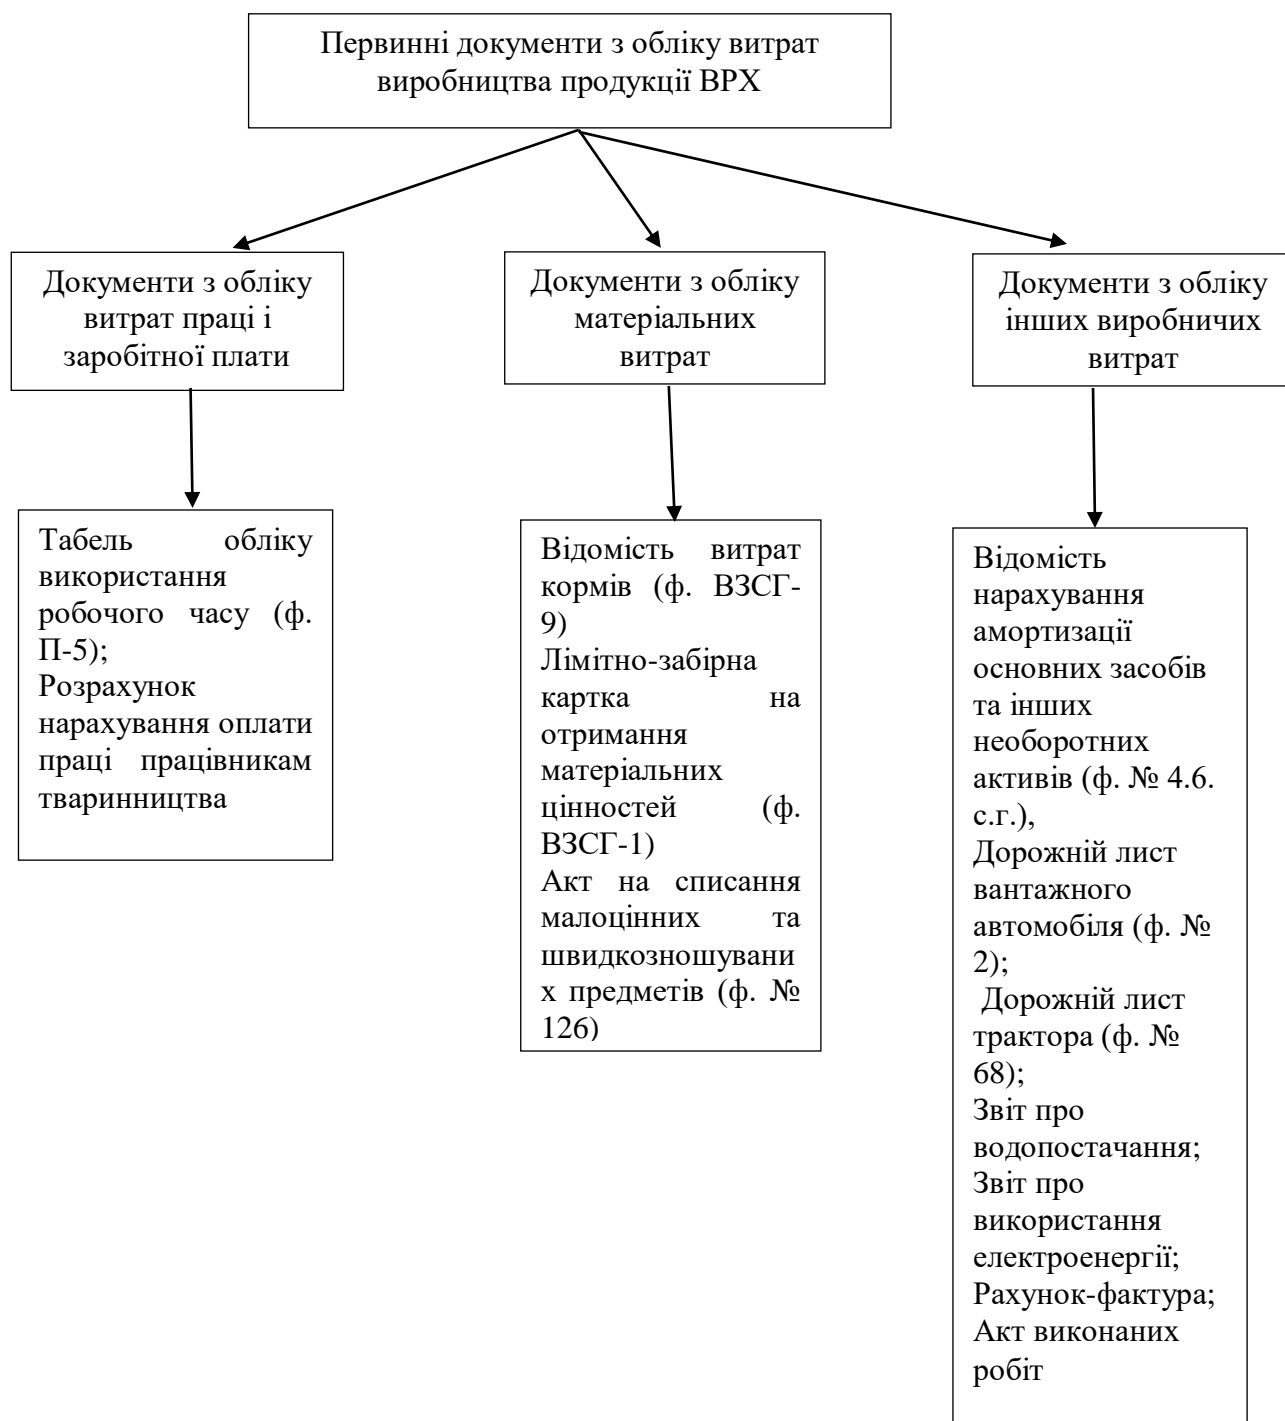 Первинні документи з обліку витрат
виробництва продукції ВРХ
Документи з обліку
витрат праці і
заробітної плати
Документи з обліку
матеріальних
витрат
Документи з обліку
інших виробничих
витрат
Табель обліку
використання
робочого часу (ф.
П-5);
Розрахунок
нарахування оплати
праці працівникам
тваринництва
Відомість витрат
кормів (ф. ВЗСГ-
9)
Лімітно-забірна
картка на
отримання
матеріальних
цінностей (ф.
ВЗСГ-1)
Акт на списання
малоцінних та
швидкозношувани
х предметів (ф. №
126)
Відомість
нарахування
амортизації
основних засобів
та інших
необоротних
активів (ф. № 4.6.
с.г.),
Дорожній лист
вантажного
автомобіля (ф. №
2);
Дорожній лист
трактора (ф. №
68);
Звіт про
водопостачання;
Звіт про
використання
електроенергії;
Рахунок-фактура;
Акт виконаних
робіт